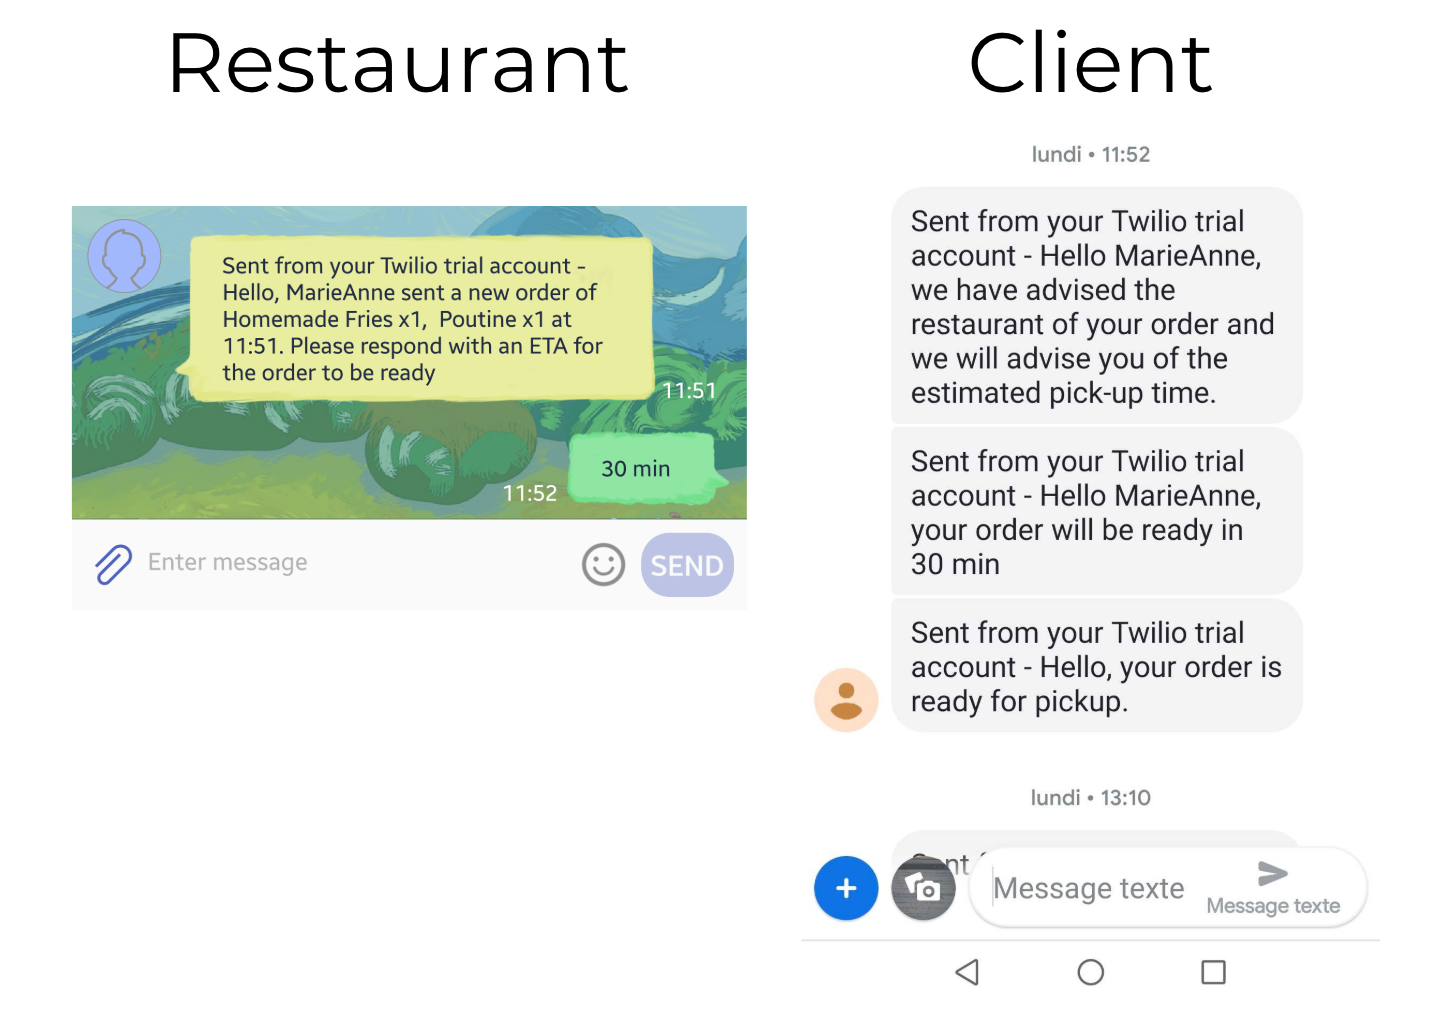 Restaurant
Sent from your Twilio trial account -
Hello, MarieAnne sent a new order of
Homemade Fries x1,  Poutine x1 at
11:51. Please respond with an ETA for
the order to be ready
11:51
30 min
11:52
Enter message
SEND
Client
lundi • 11:52
Sent from your Twilio trial
account - Hello MarieAnne,
we have advised the
restaurant of your order and
we will advise you of the
estimated pick-up time.
Sent from your Twilio trial
account - Hello MarieAnne,
your order will be ready in
30 min
Sent from your Twilio trial
account - Hello, your order is
ready for pickup.
lundi • 13:10
Message texte
Message texte